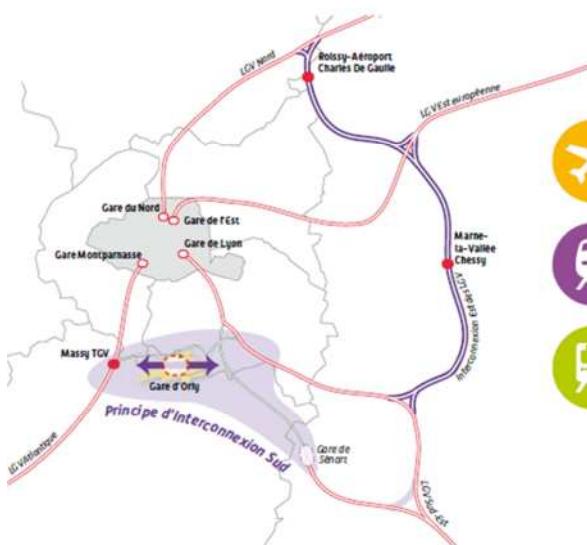 LGV Nord
Roissy-Aéroport
Charles De Gaulle
LGV Est européenne
Gare du Nord
Gare de l'Est
Gare de Lyon
Gare Montparnasse
Marne-
la-Vallée
Chessy
Interconnexion Est des LGV
Massy TGV
Gare d'Orly
Principe d'Interconnexion Sud
Gare de
Sénart
LGV Atlantique
LGV Sud-Est